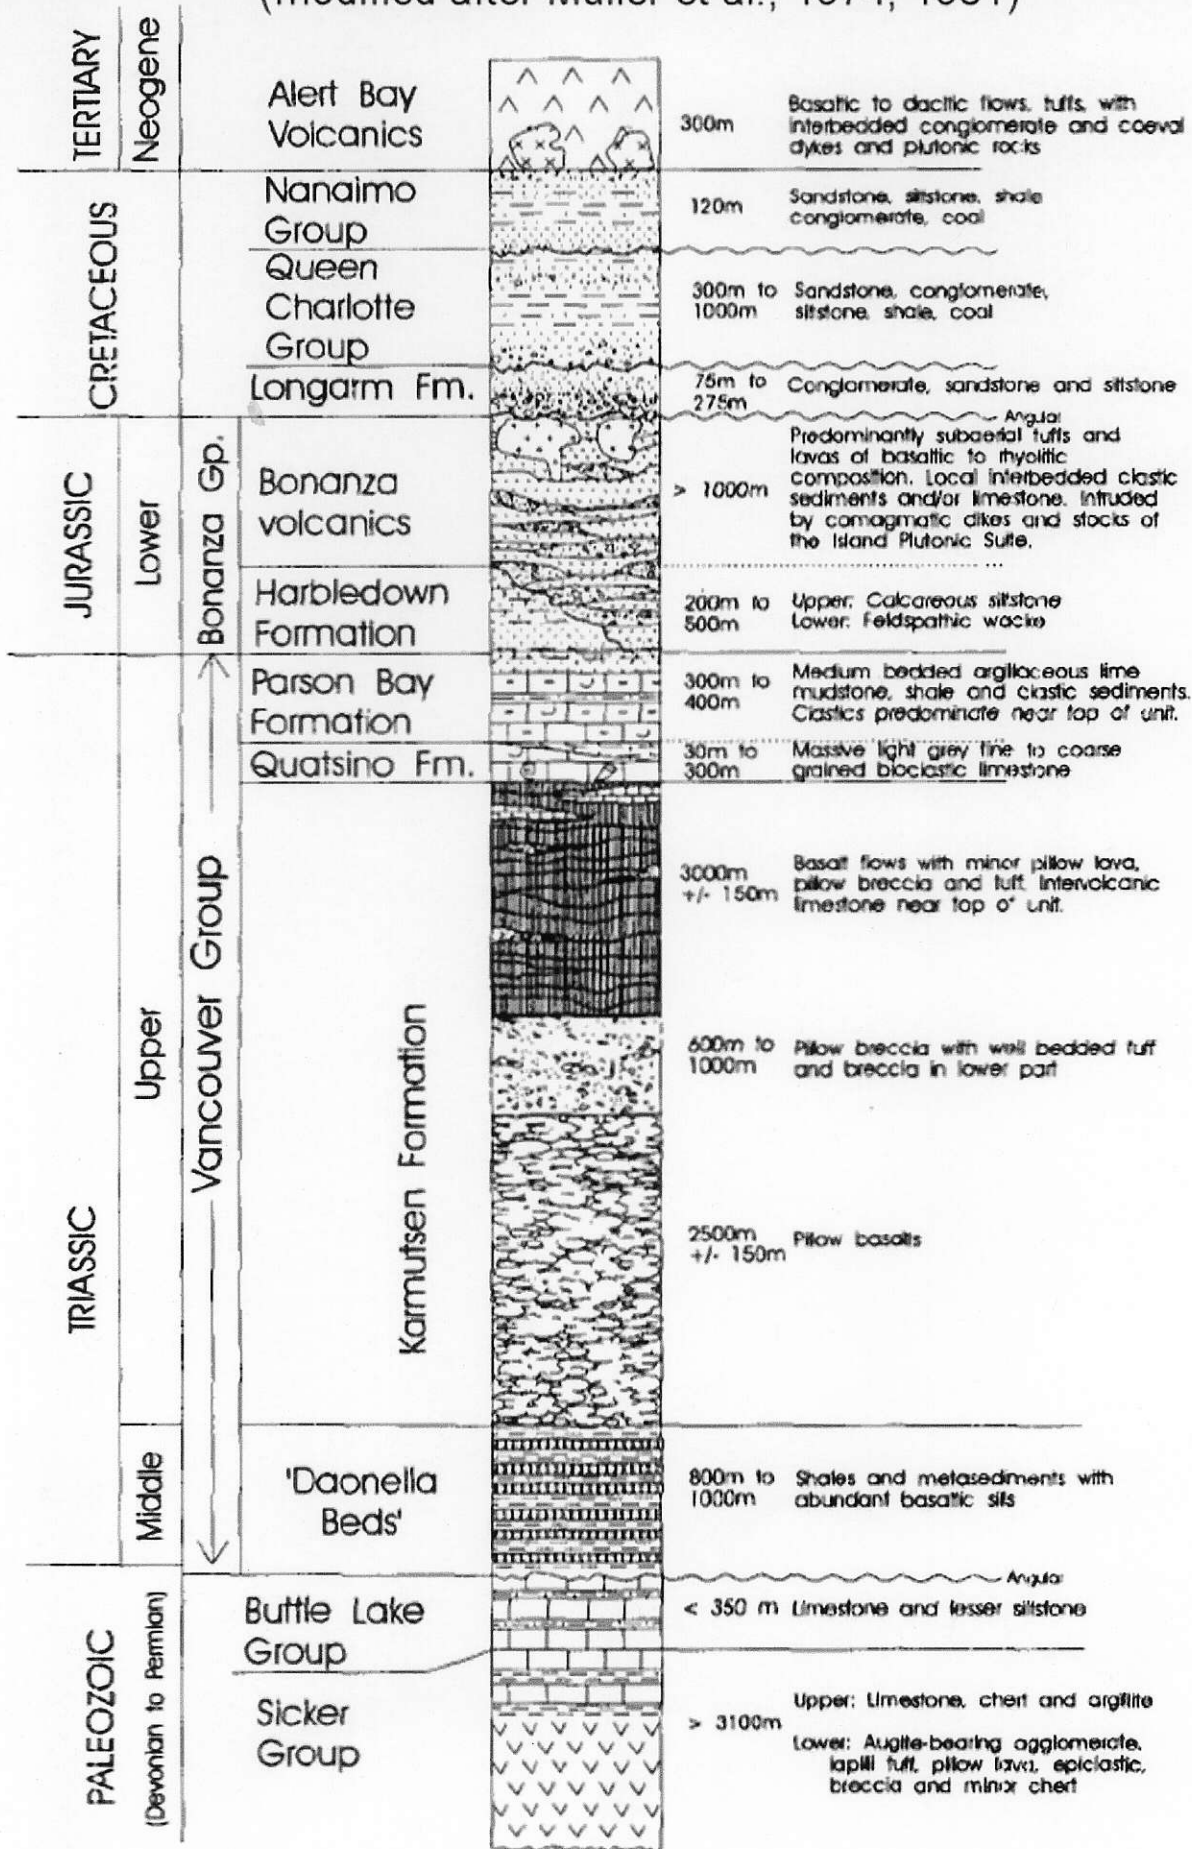 (modified after Muller et al., 1974, 1981)
TERTIARY
Neogene
Alert Bay
Volcanics
300m
Basaltic to dacitic flows, tuffs, with
interbedded conglomerate and coeval
dykes and plutonic rocks
CRETACEOUS
Nanaimo
Group
120m
Sandstone, siltstone, shale
conglomerate, coal
Queen
Charlotte
Group
300m to
1000m
Sandstone, conglomerate,
siltstone, shale, coal
Longarm Fm.
75m to
275m
Conglomerate, sandstone and siltstone
Angular
JURASSIC
Lower
Bonanza Gp.
Bonanza
volcanics
> 1000m
Predominantly subaerial tuffs and
lavas of basaltic to rhyolitic
composition. Local interbedded clastic
sediments and/or limestone. Intruded
by comagmatic dikes and stocks of
the Island Plutonic Suite.
Harbledown
Formation
200m to
500m
Upper: Calcareous siltstone
Lower: Feldspathic wacke
TRIASSIC
Upper
Vancouver Group
Parson Bay
Formation
300m to
400m
Medium bedded argillaceous lime
mudstone, shale and clastic sediments.
Clastics predominate near top of unit.
Quatsino Fm.
30m to
300m
Massive light grey fine to coarse
grained bioclastic limestone
Karmutsen Formation
3000m
+/- 150m
Basalt flows with minor pillow lava,
pillow breccia and tuff. Intervolcanic
limestone near top of unit.
600m to
1000m
Pillow breccia with well bedded tuff
and breccia in lower part
2500m
+/- 150m
Pillow basalts
Middle
'Daonella
Beds'
800m to
1000m
Shales and metasediments with
abundant basaltic sills
Angular
PALEOZOIC
(Devonian to Permian)
Buttle Lake
Group
< 350 m
Limestone and lesser siltstone
Sicker
Group
> 3100m
Upper: Limestone, chert and argillite
Lower: Augite-bearing agglomerate,
lapilli tuff, pillow lava, epiclastic,
breccia and minor chert